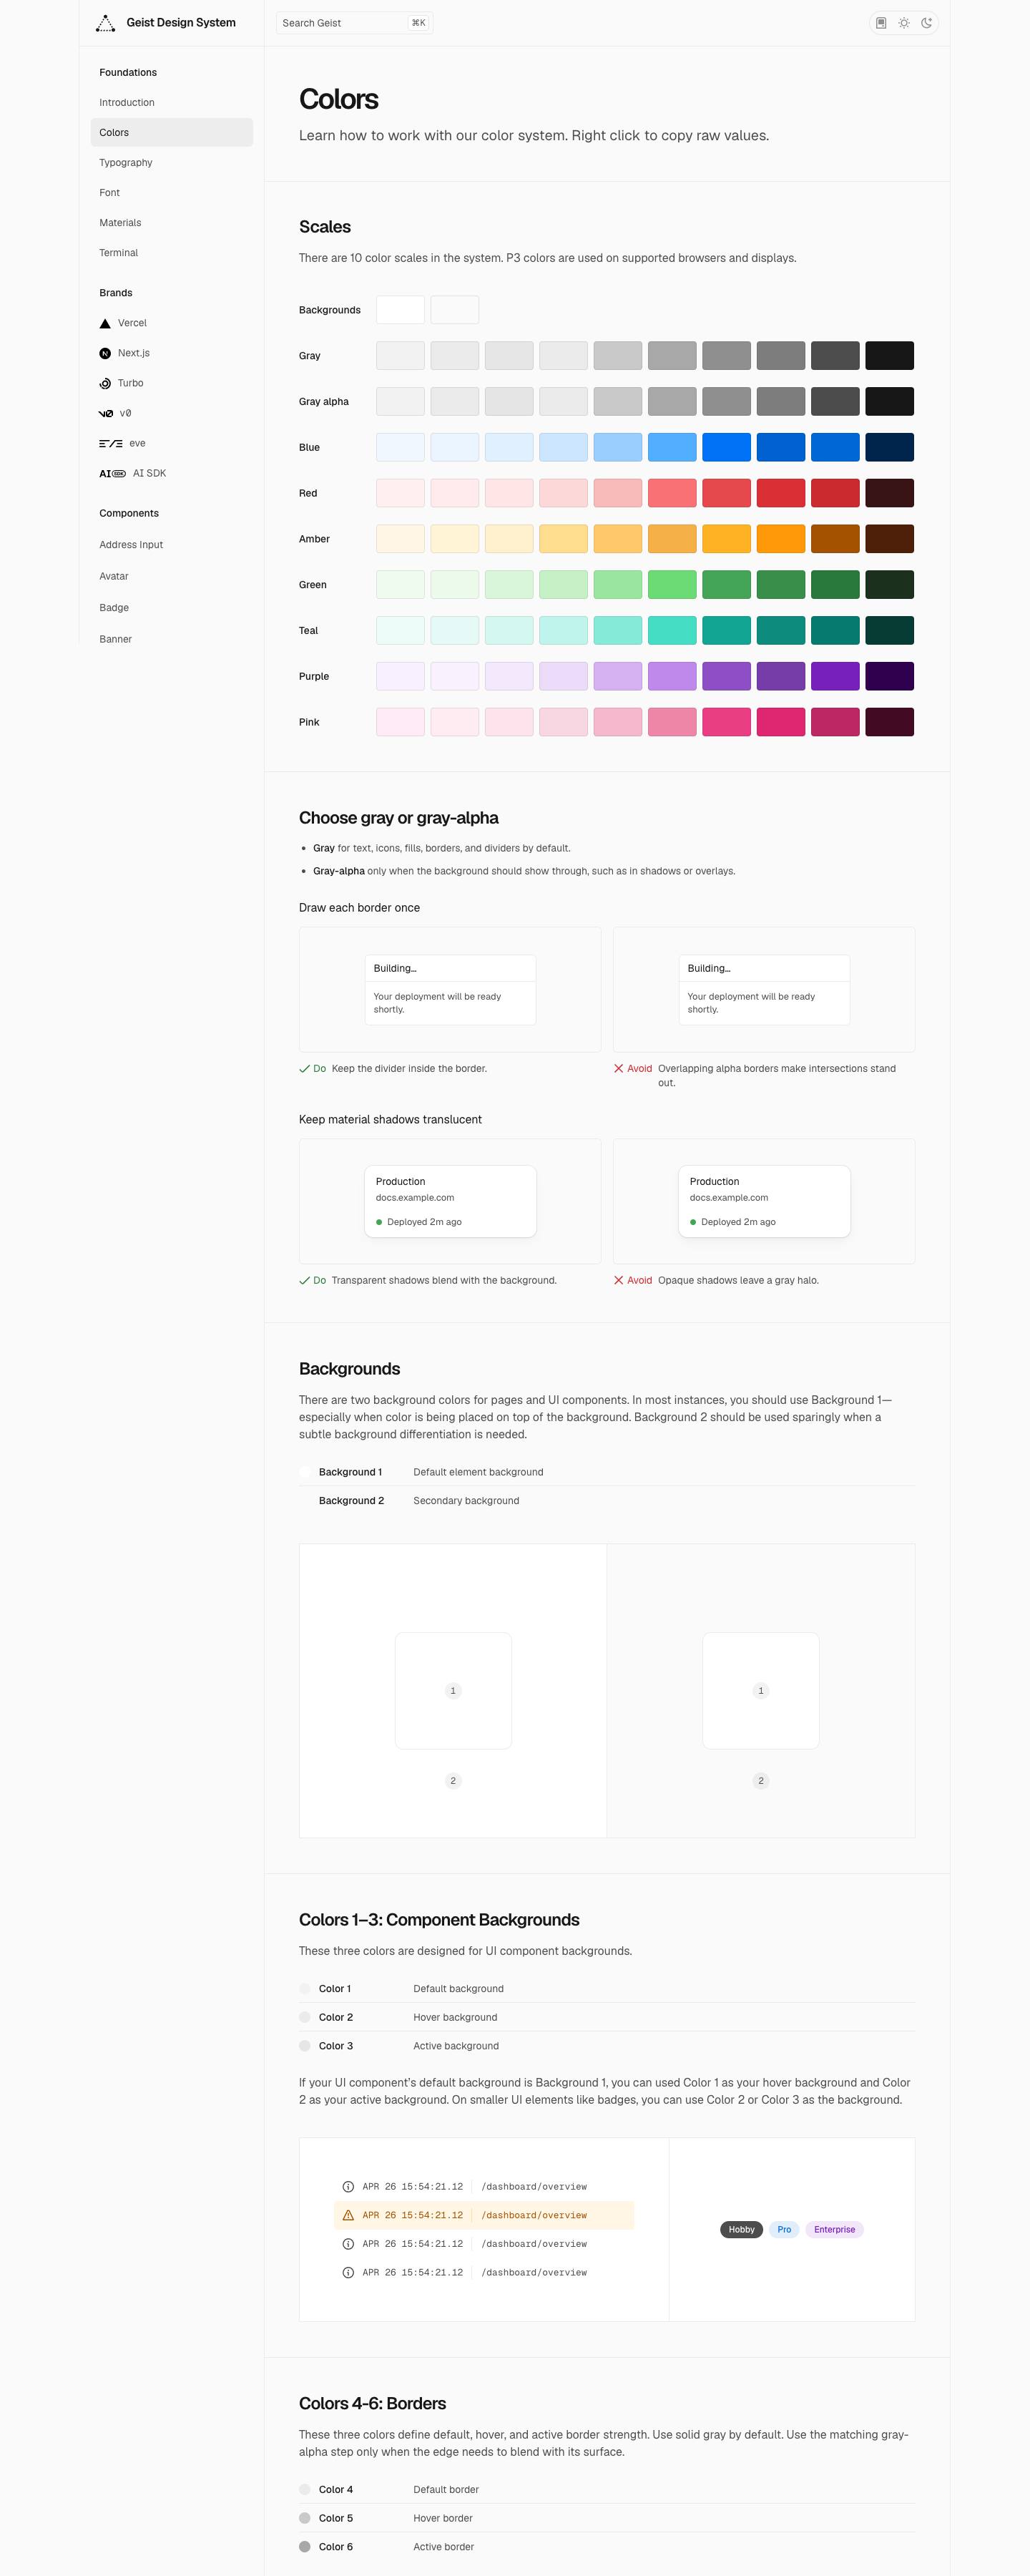 Geist Design System
Search Geist
⌘K
Foundations
Introduction
Colors
Typography
Font
Materials
Terminal
Brands
Vercel
Next.js
Turbo
v0
eve
AI SDK
Components
Address Input
Avatar
Badge
Banner
Colors
Learn how to work with our color system. Right click to copy raw values.
Scales
There are 10 color scales in the system. P3 colors are used on supported browsers and displays.
Backgrounds
Gray
Gray alpha
Blue
Red
Amber
Green
Teal
Purple
Pink
Choose gray or gray-alpha
• Gray for text, icons, fills, borders, and dividers by default.
• Gray-alpha only when the background should show through, such as in shadows or overlays.
Draw each border once
Building…
Your deployment will be ready
shortly.
Do Keep the divider inside the border.
Building…
Your deployment will be ready
shortly.
Avoid Overlapping alpha borders make intersections stand
out.
Keep material shadows translucent
Production
docs.example.com
Deployed 2m ago
Do Transparent shadows blend with the background.
Production
docs.example.com
Deployed 2m ago
Avoid Opaque shadows leave a gray halo.
Backgrounds
There are two background colors for pages and UI components. In most instances, you should use Background 1—
especially when color is being placed on top of the background. Background 2 should be used sparingly when a
subtle background differentiation is needed.
Background 1 Default element background
Background 2 Secondary background
1
2
1
2
Colors 1–3: Component Backgrounds
These three colors are designed for UI component backgrounds.
Color 1 Default background
Color 2 Hover background
Color 3 Active background
If your UI component's default background is Background 1, you can used Color 1 as your hover background and Color
2 as your active background. On smaller UI elements like badges, you can use Color 2 or Color 3 as the background.
APR 26 15:54:21.12 /dashboard/overview
APR 26 15:54:21.12 /dashboard/overview
APR 26 15:54:21.12 /dashboard/overview
APR 26 15:54:21.12 /dashboard/overview
Hobby Pro Enterprise
Colors 4-6: Borders
These three colors define default, hover, and active border strength. Use solid gray by default. Use the matching gray-
alpha step only when the edge needs to blend with its surface.
Color 4 Default border
Color 5 Hover border
Color 6 Active border